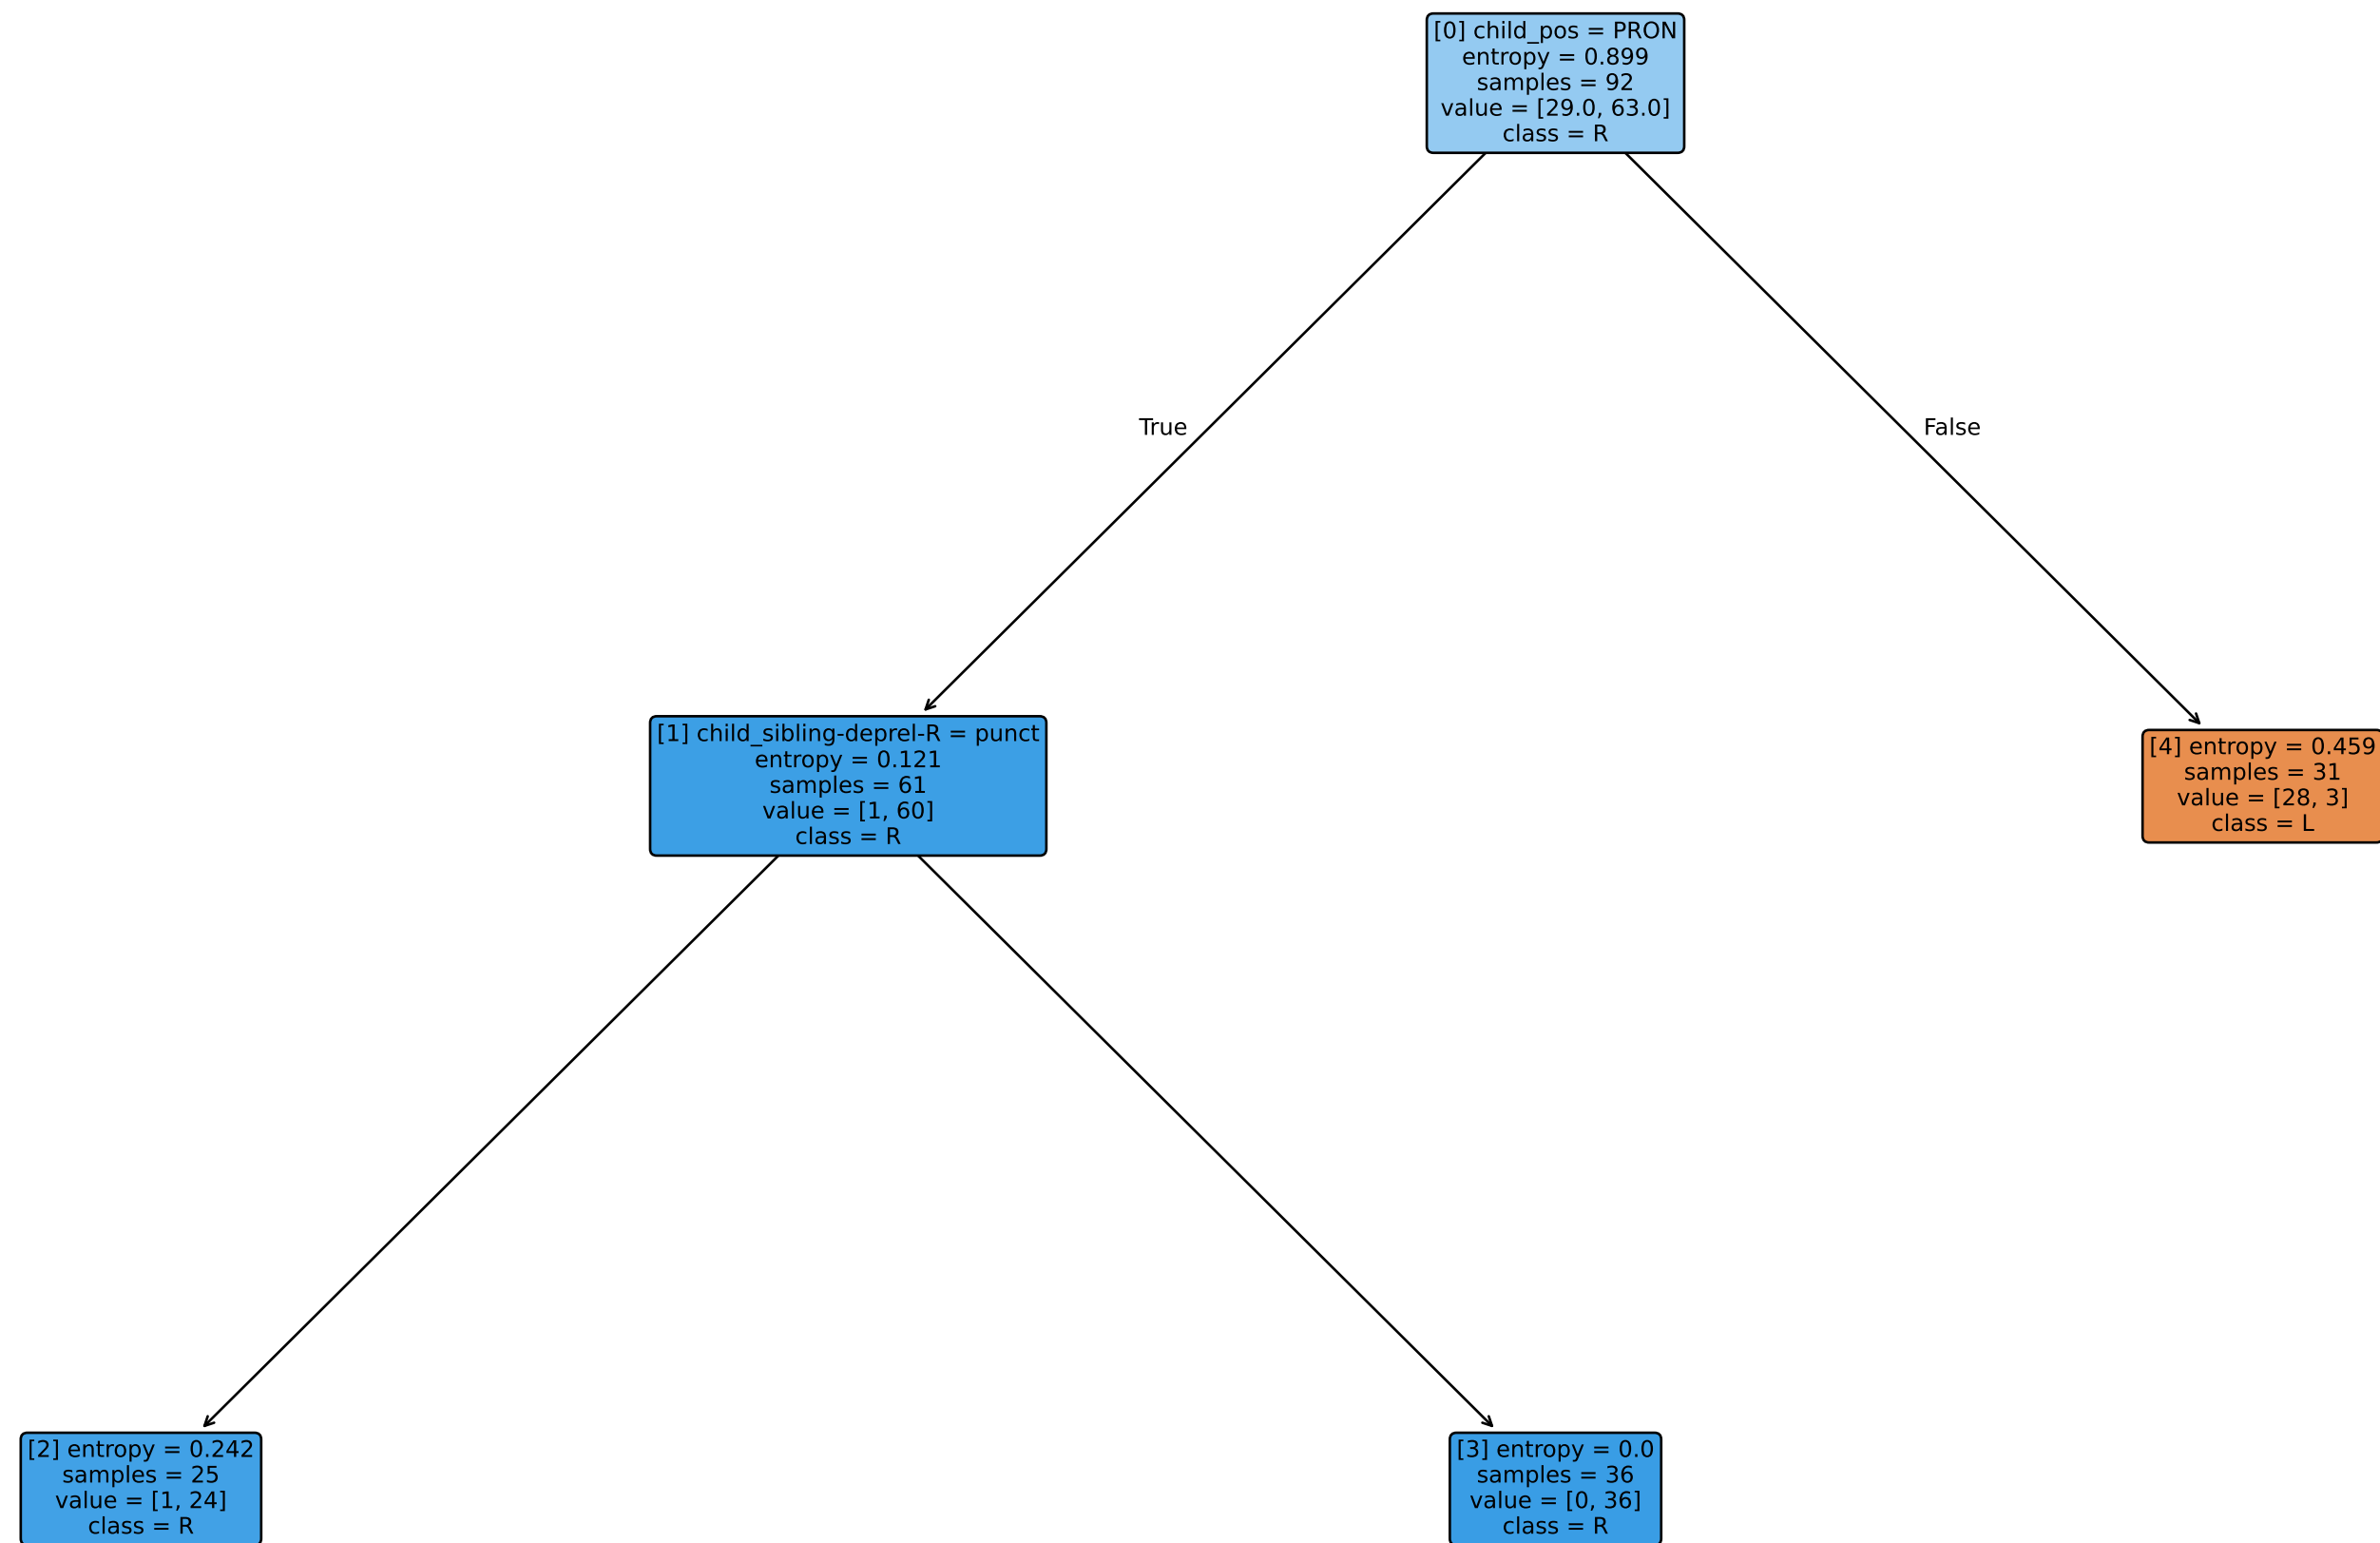 [0] child_pos = PRON
entropy = 0.899
samples = 92
value = [29.0, 63.0]
class = R
True
False
[1] child_sibling-deprel-R = punct
entropy = 0.121
samples = 61
value = [1, 60]
class = R
[4] entropy = 0.459
samples = 31
value = [28, 3]
class = L
[2] entropy = 0.242
samples = 25
value = [1, 24]
class = R
[3] entropy = 0.0
samples = 36
value = [0, 36]
class = R